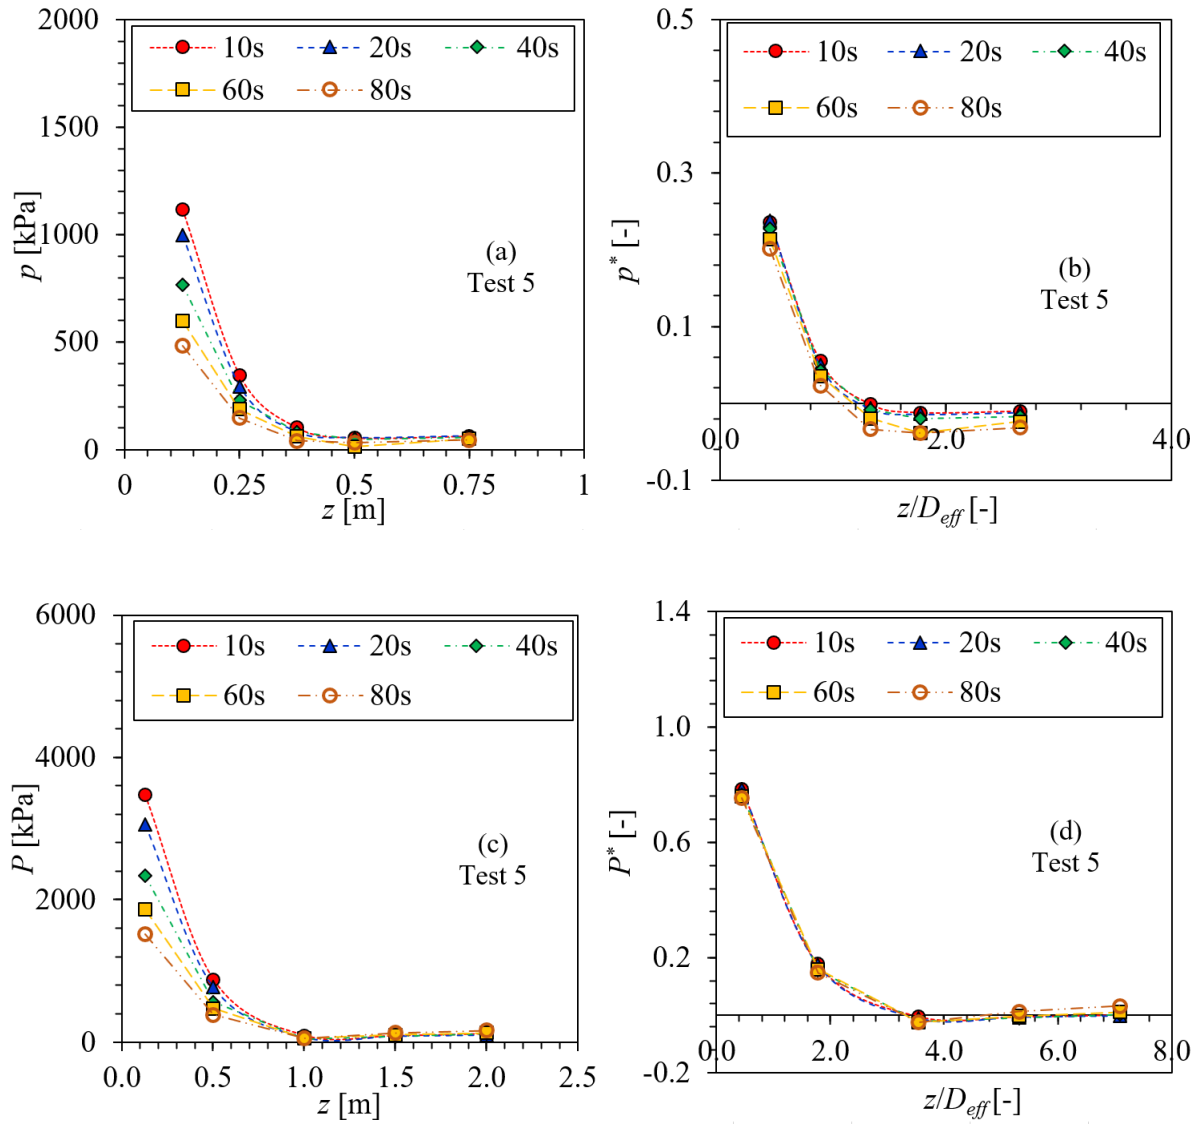 2000
1500
1000
500
0
p [kPa]
10s 20s 40s
60s 80s
(a)
Test 5
0 0.25 0.5 0.75 1
z [m]
0.5
0.3
0.1
-0.1
p* [-]
10s 20s 40s
60s 80s
(b)
Test 5
0.0 2.0 4.0
z/Deff [-]
6000
4000
2000
0
P [kPa]
10s 20s 40s
60s 80s
(c)
Test 5
0.0 0.5 1.0 1.5 2.0 2.5
z [m]
1.4
1.0
0.6
0.2
-0.2
P* [-]
10s 20s 40s
60s 80s
(d)
Test 5
0.0 2.0 4.0 6.0 8.0
z/Deff [-]